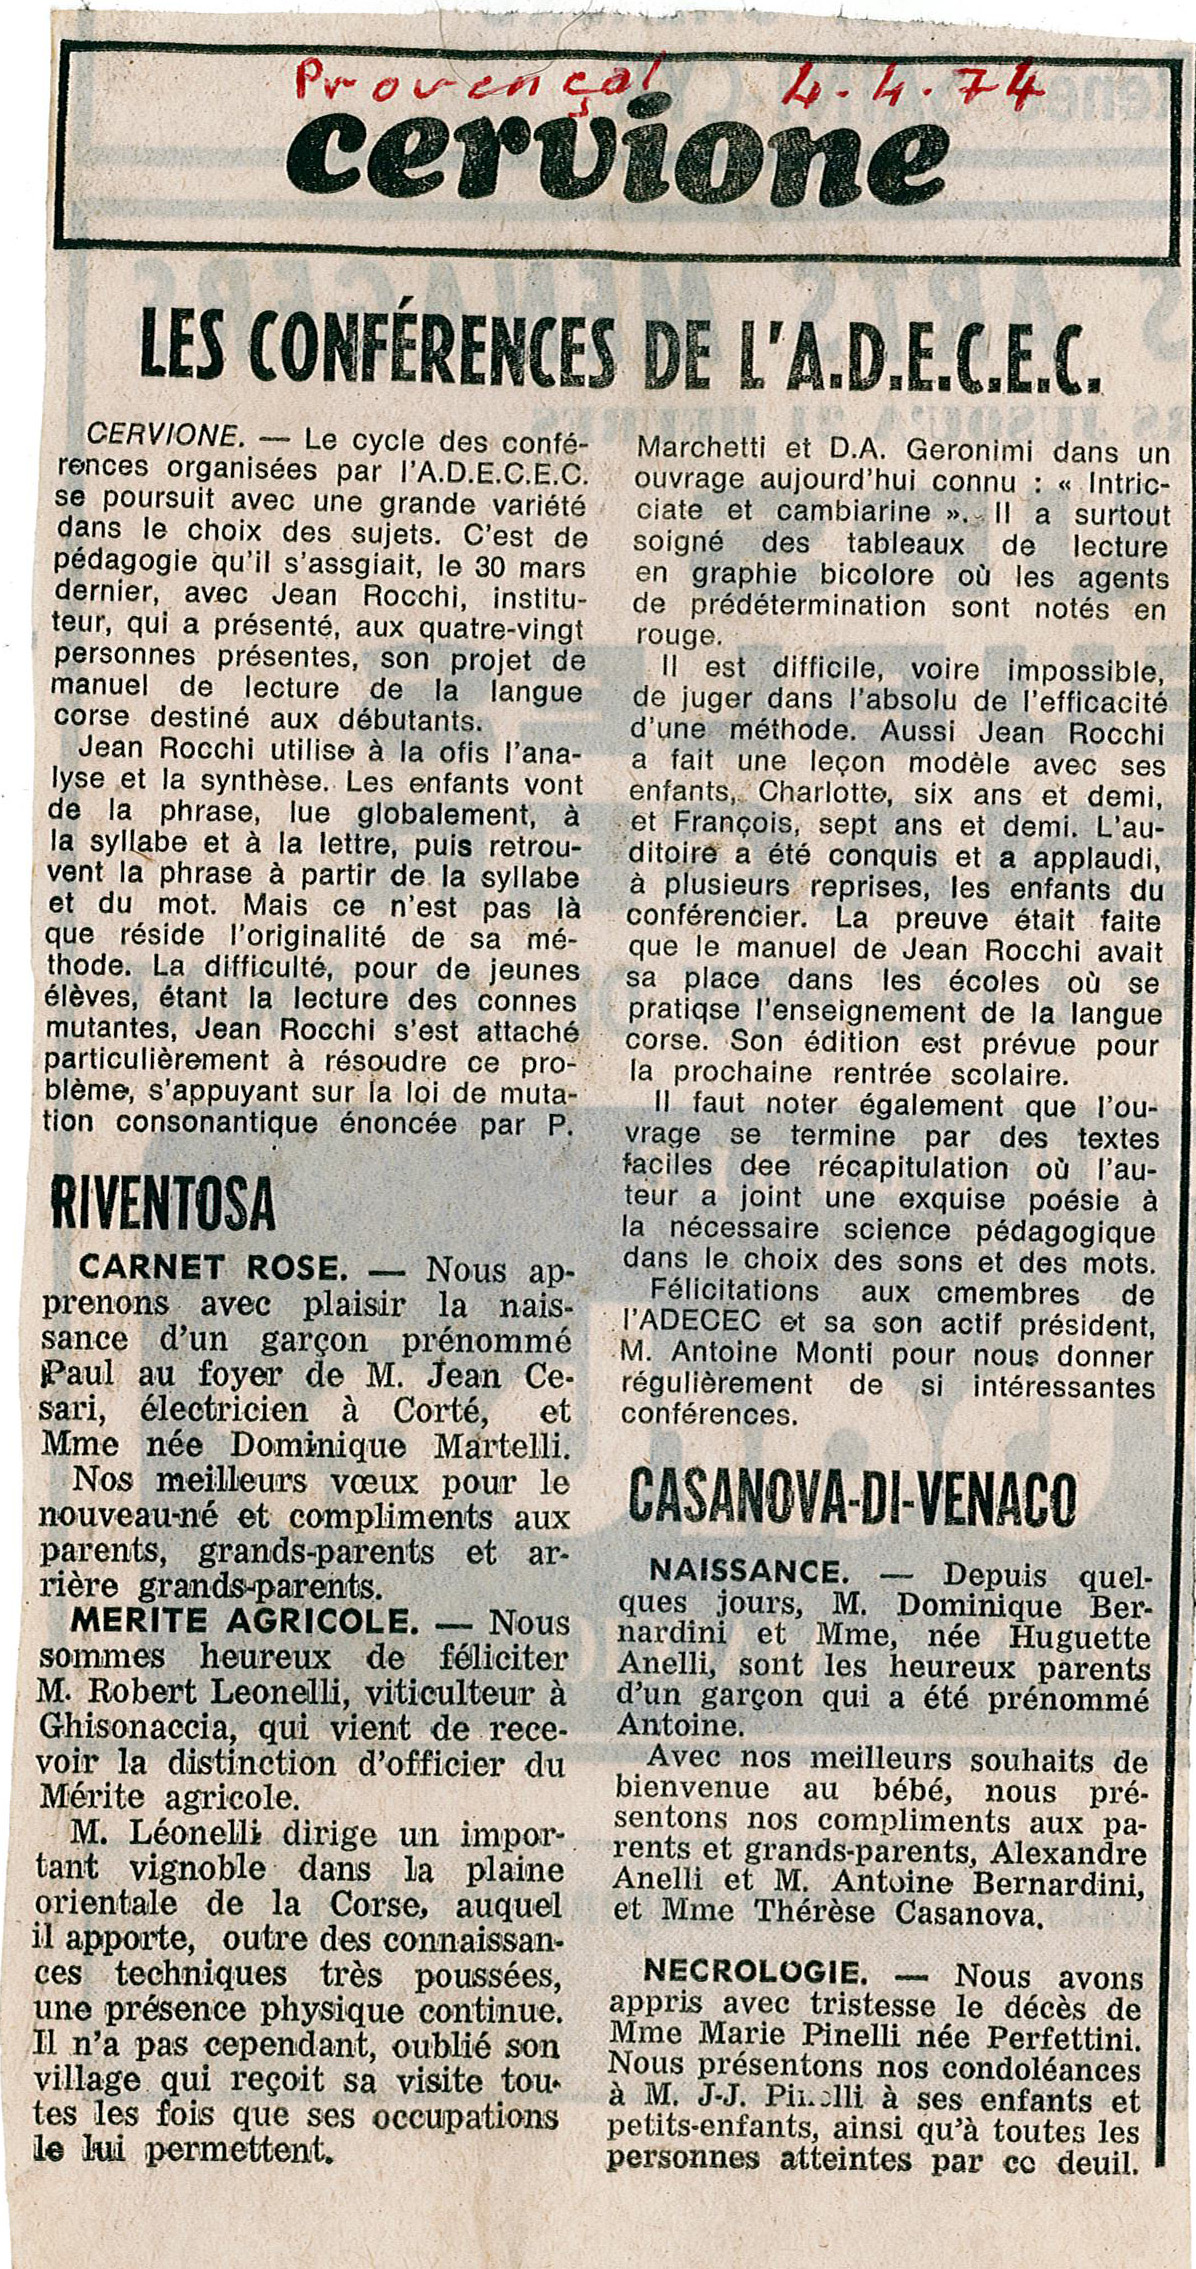 Provençal 4.4.74
cervione
LES CONFÉRENCES DE L'A.D.E.C.E.C.
CERVIONE. — Le cycle des confé-
rences organisées par l'A.D.E.C.E.C.
se poursuit avec une grande variété
dans le choix des sujets. C'est de
pédagogie qu'il s'assgiait, le 30 mars
dernier, avec Jean Rocchi, institu-
teur, qui a présenté, aux quatre-vingt
personnes présentes, son projet de
manuel de lecture de la langue
corse destiné aux débutants.
Jean Rocchi utilise à la ofis l'ana-
lyse et la synthèse. Les enfants vont
de la phrase, lue globalement, à
la syllabe et à la lettre, puis retrou-
vent la phrase à partir de la syllabe
et du mot. Mais ce n'est pas là
que réside l'originalité de sa mé-
thode. La difficulté, pour de jeunes
élèves, étant la lecture des connes
mutantes, Jean Rocchi s'est attaché
particulièrement à résoudre ce pro-
blème, s'appuyant sur la loi de muta-
tion consonantique énoncée par P.
Marchetti et D.A. Geronimi dans un
ouvrage aujourd'hui connu : « Intric-
ciate et cambiarine ». Il a surtout
soigné des tableaux de lecture
en graphie bicolore où les agents
de prédétermination sont notés en
rouge.
Il est difficile, voire impossible,
de juger dans l'absolu de l'efficacité
d'une méthode. Aussi Jean Rocchi
a fait une leçon modèle avec ses
enfants, Charlotte, six ans et demi,
et François, sept ans et demi. L'au-
ditoire a été conquis et a applaudi,
à plusieurs reprises, les enfants du
conférencier. La preuve était faite
que le manuel de Jean Rocchi avait
sa place dans les écoles où se
pratiqse l'enseignement de la langue
corse. Son édition est prévue pour
la prochaine rentrée scolaire.
Il faut noter également que l'ou-
vrage se termine par des textes
faciles dee récapitulation où l'au-
teur a joint une exquise poésie à
la nécessaire science pédagogique
dans le choix des sons et des mots.
Félicitations aux cmembres de
l'ADECEC et sa son actif président,
M. Antoine Monti pour nous donner
régulièrement de si intéressantes
conférences.
RIVENTOSA
CARNET ROSE. — Nous ap-
prenons avec plaisir la nais-
sance d'un garçon prénommé
Paul au foyer de M. Jean Ce-
sari, électricien à Corté, et
Mme née Dominique Martelli.
Nos meilleurs vœux pour le
nouveau-né et compliments aux
parents, grands-parents et ar-
rière grands-parents.
MERITE AGRICOLE. — Nous
sommes heureux de féliciter
M. Robert Leonelli, viticulteur à
Ghisonaccia, qui vient de rece-
voir la distinction d'officier du
Mérite agricole.
M. Léonelli dirige un impor-
tant vignoble dans la plaine
orientale de la Corse, auquel
il apporte, outre des connaissan-
ces techniques très poussées,
une présence physique continue.
Il n'a pas cependant, oublié son
village qui reçoit sa visite tou-
tes les fois que ses occupations
le lui permettent.
CASANOVA-DI-VENACO
NAISSANCE. — Depuis quel-
ques jours, M. Dominique Ber-
nardini et Mme, née Huguette
Anelli, sont les heureux parents
d'un garçon qui a été prénommé
Antoine.
Avec nos meilleurs souhaits de
bienvenue au bébé, nous pré-
sentons nos compliments aux pa-
rents et grands-parents, Alexandre
Anelli et M. Antoine Bernardini,
et Mme Thérèse Casanova.
NECROLOGIE. — Nous avons
appris avec tristesse le décès de
Mme Marie Pinelli née Perfettini.
Nous présentons nos condoléances
à M. J-J. Pinelli à ses enfants et
petits-enfants, ainsi qu'à toutes les
personnes atteintes par ce deuil.